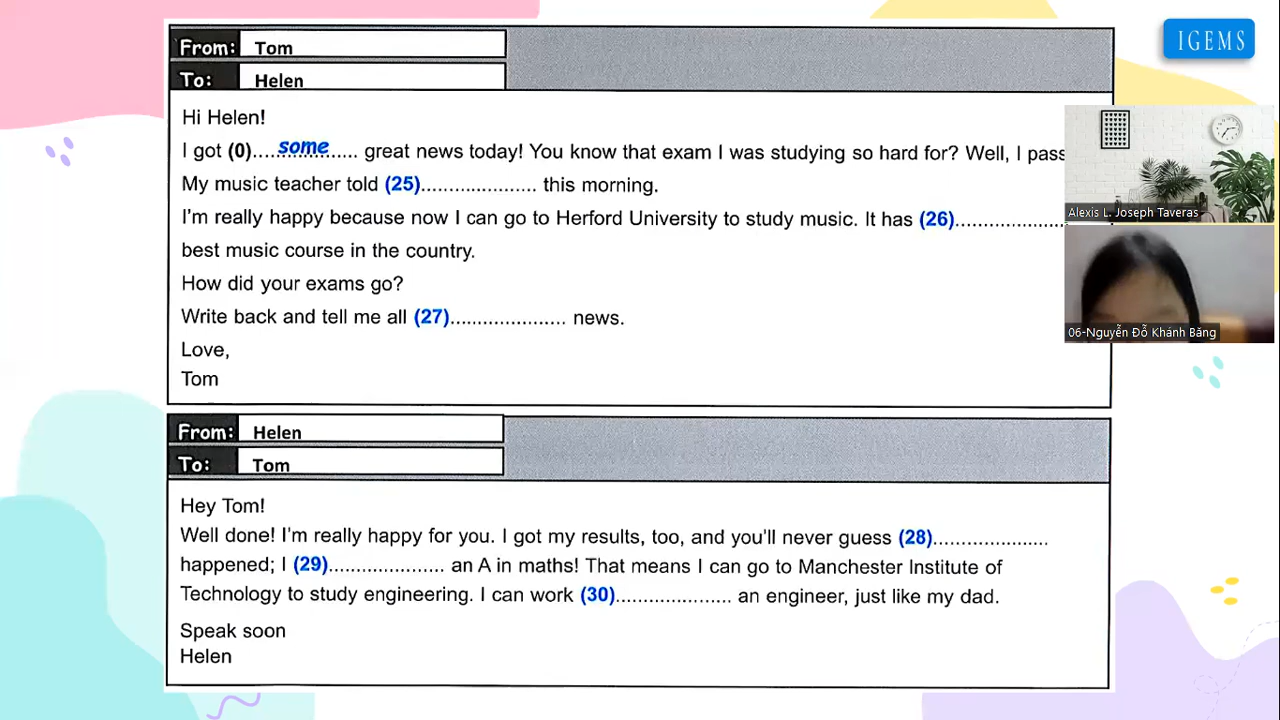 IGEMS
From: Tom
To: Helen
Hi Helen!
I got (0)....some.... great news today! You know that exam I was studying so hard for? Well, I pass
My music teacher told (25)..................... this morning.
I'm really happy because now I can go to Herford University to study music. It has (26)....................
best music course in the country.
How did your exams go?
Write back and tell me all (27)..................... news.
Love,
Tom
From: Helen
To: Tom
Hey Tom!
Well done! I'm really happy for you. I got my results, too, and you'll never guess (28).....................
happened; I (29)..................... an A in maths! That means I can go to Manchester Institute of
Technology to study engineering. I can work (30)..................... an engineer, just like my dad.
Speak soon
Helen
Alexis L. Joseph Taveras
06-Nguyễn Đỗ Khánh Băng